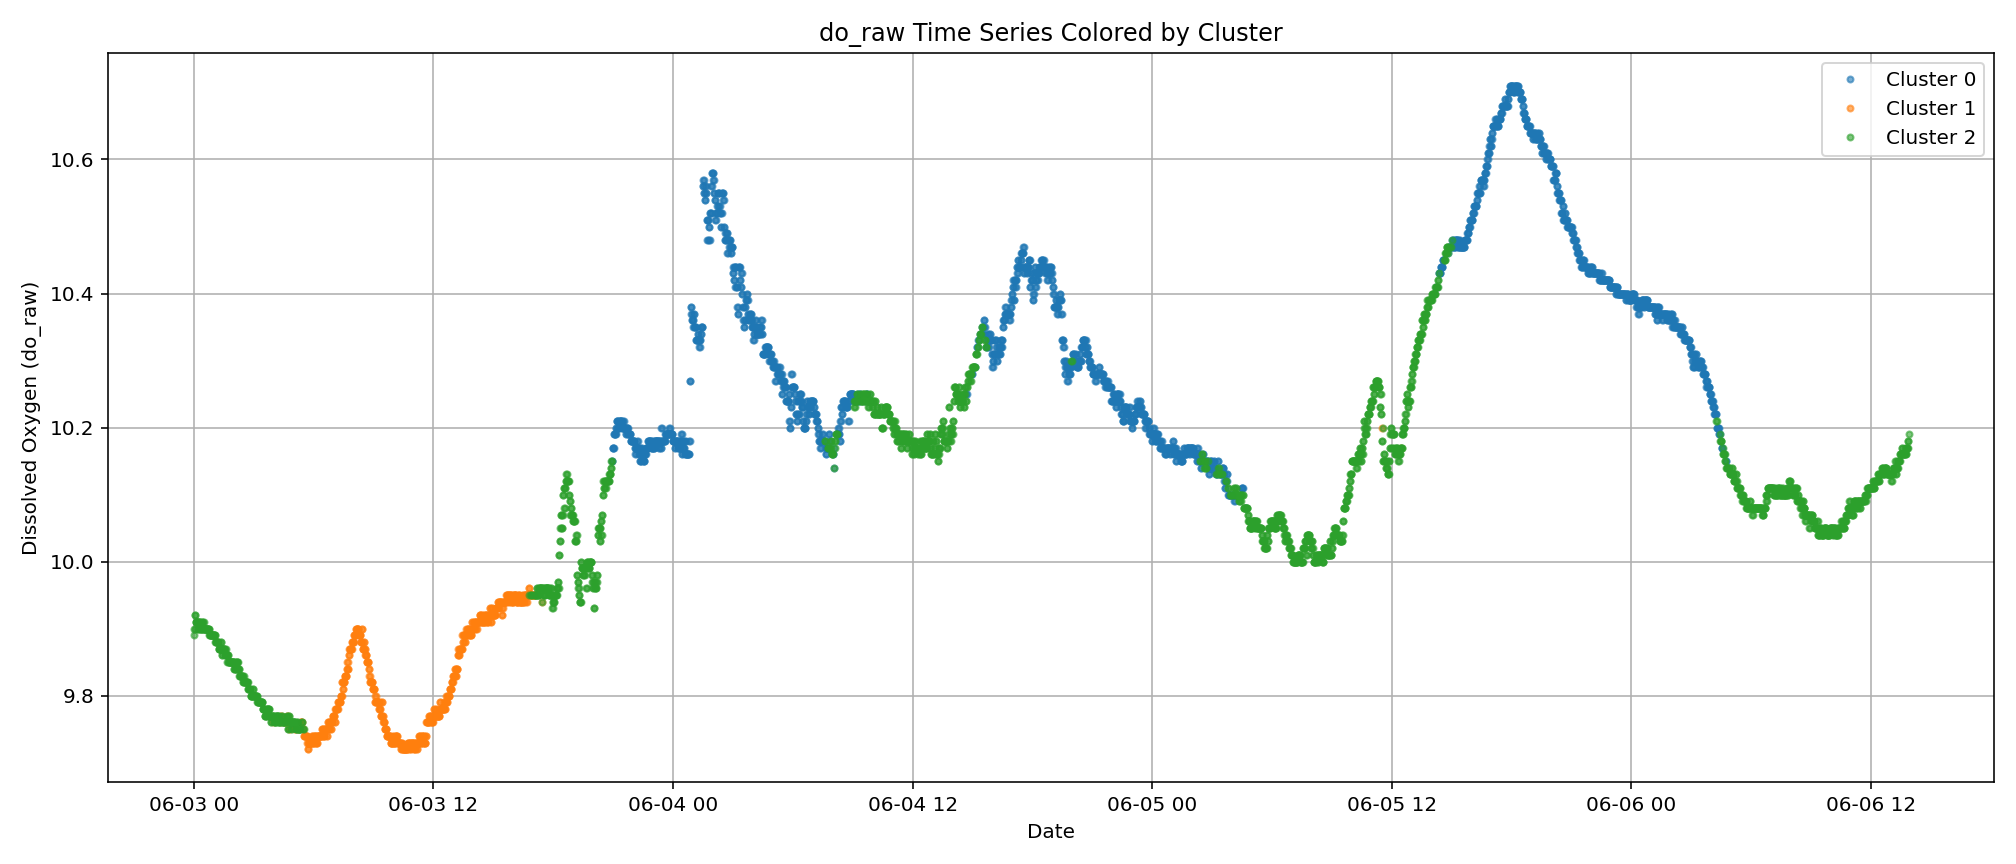 do_raw Time Series Colored by Cluster
Cluster 0
Cluster 1
Cluster 2
Dissolved Oxygen (do_raw)
10.6
10.4
10.2
10.0
9.8
06-03 00
06-03 12
06-04 00
06-04 12
06-05 00
06-05 12
06-06 00
06-06 12
Date